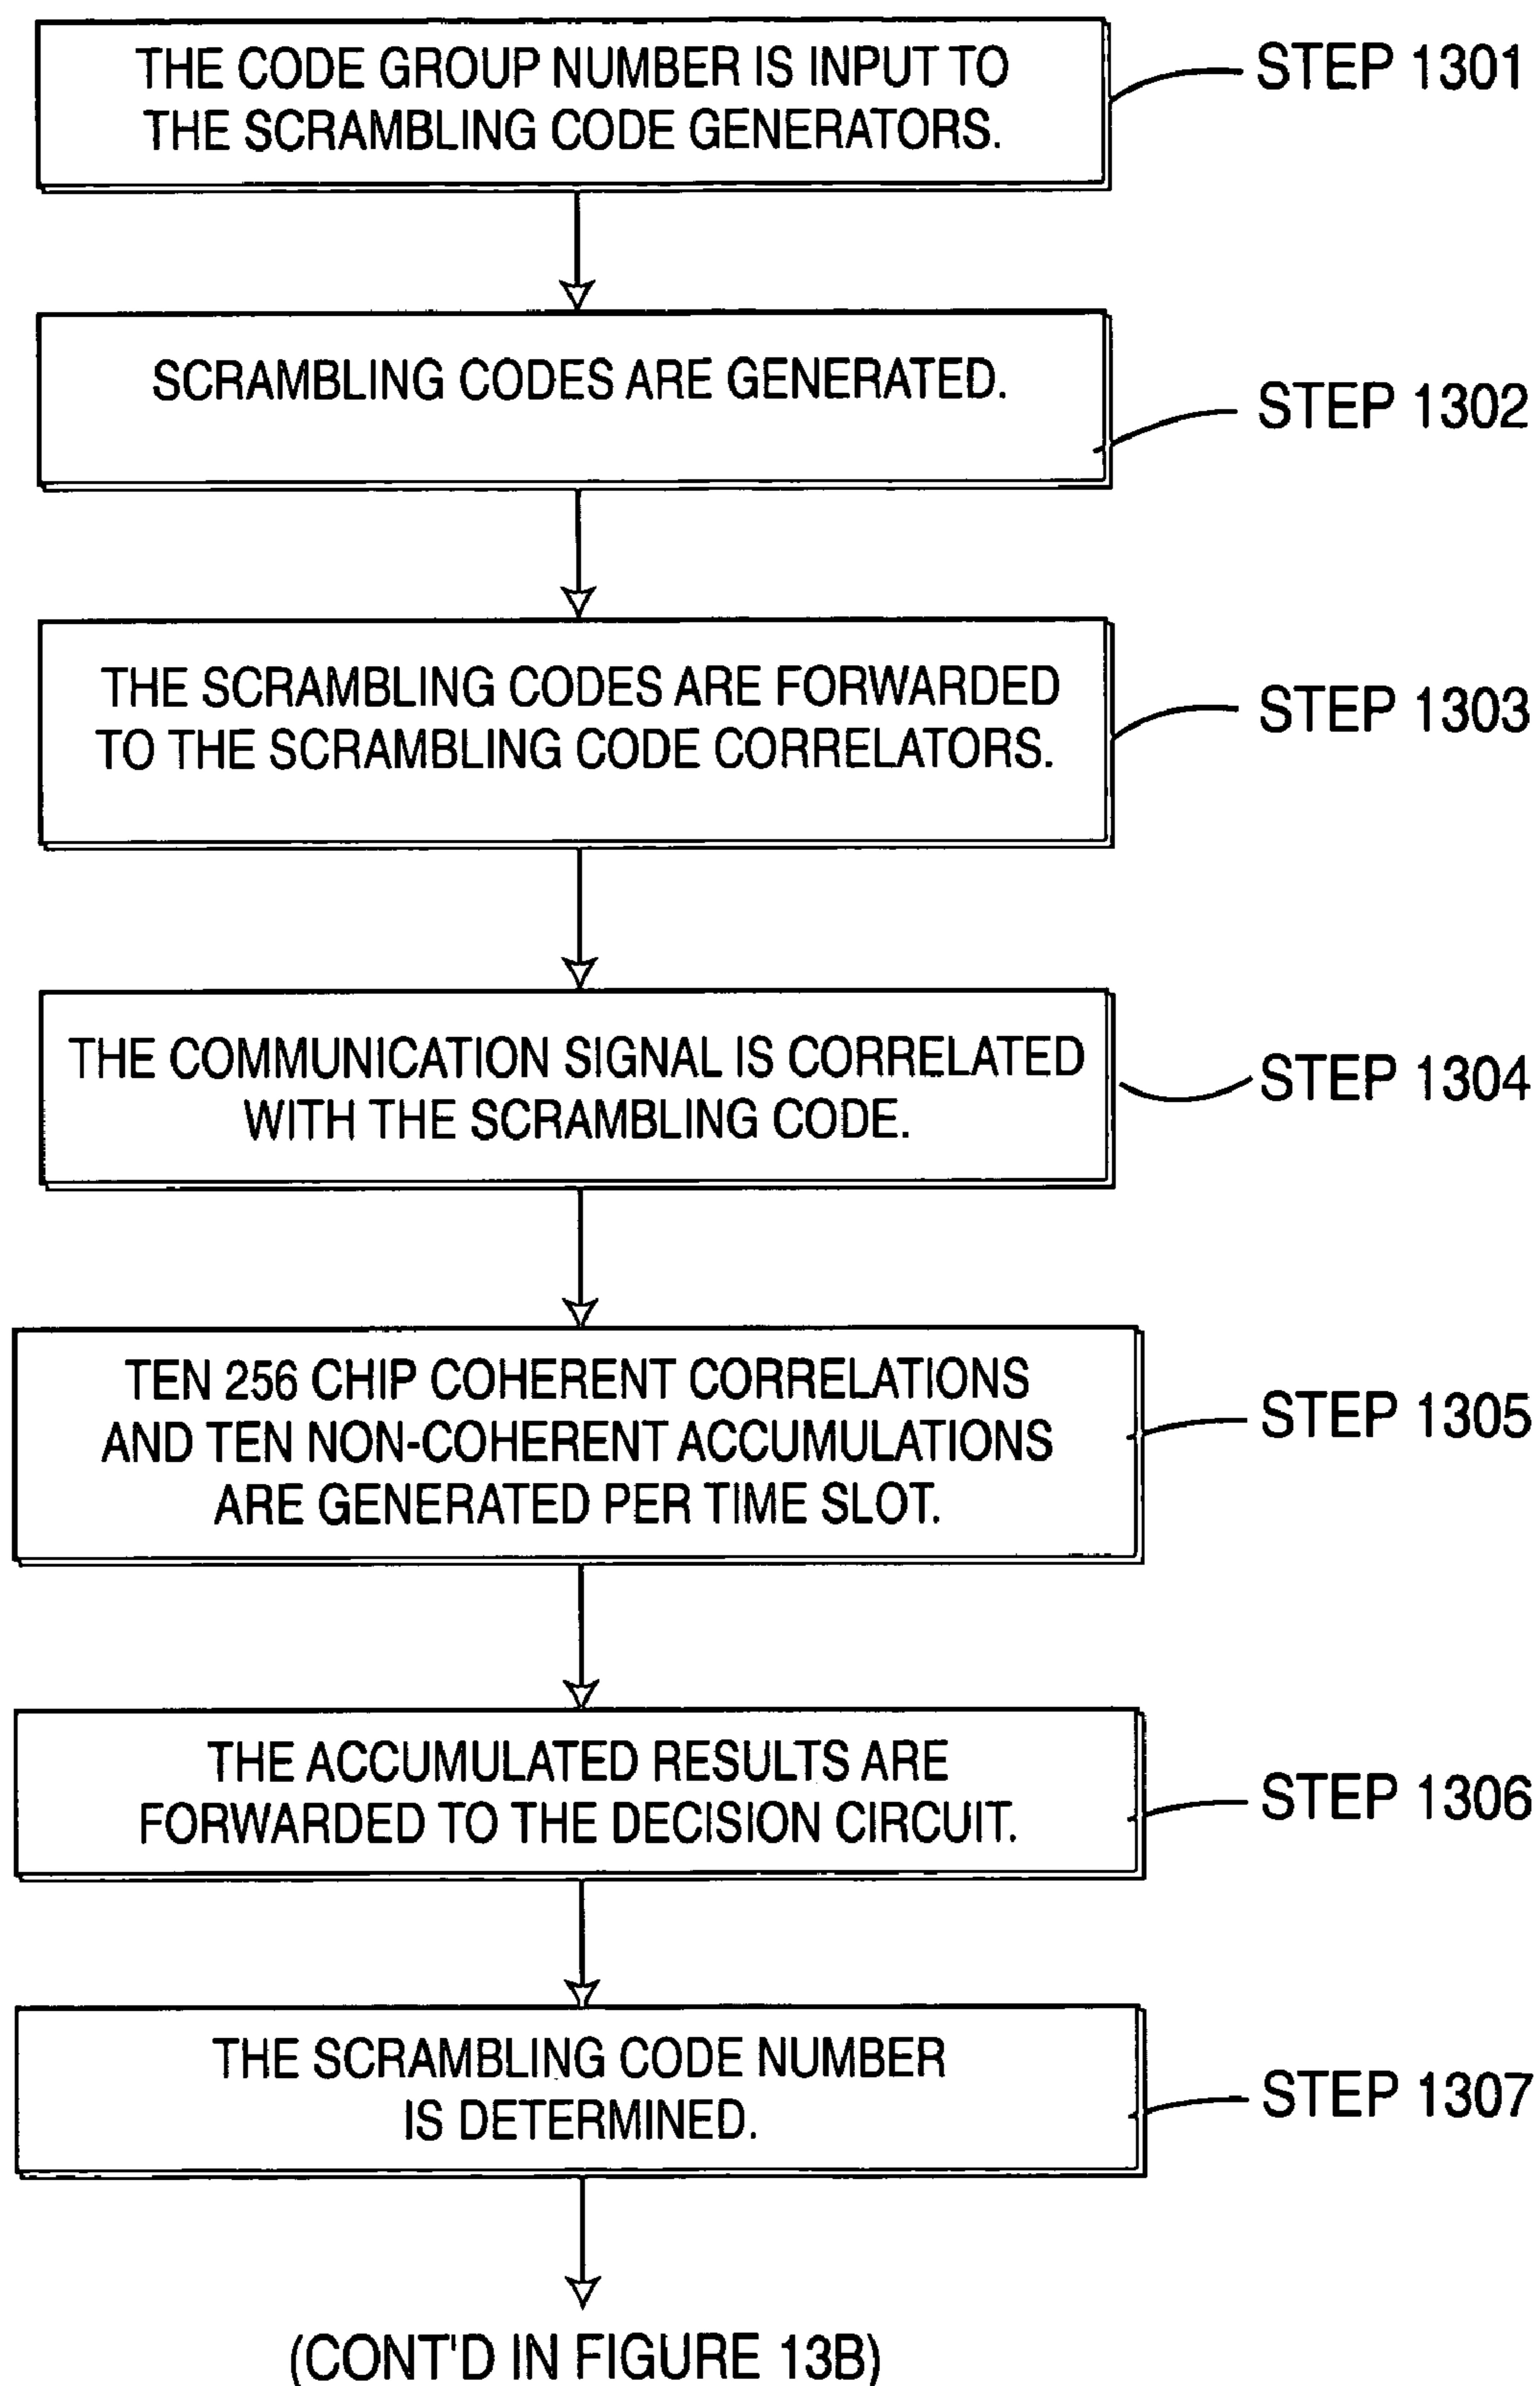 THE CODE GROUP NUMBER IS INPUT TO
THE SCRAMBLING CODE GENERATORS.
STEP 1301
SCRAMBLING CODES ARE GENERATED.
STEP 1302
THE SCRAMBLING CODES ARE FORWARDED
TO THE SCRAMBLING CODE CORRELATORS.
STEP 1303
THE COMMUNICATION SIGNAL IS CORRELATED
WITH THE SCRAMBLING CODE.
STEP 1304
TEN 256 CHIP COHERENT CORRELATIONS
AND TEN NON-COHERENT ACCUMULATIONS
ARE GENERATED PER TIME SLOT.
STEP 1305
THE ACCUMULATED RESULTS ARE
FORWARDED TO THE DECISION CIRCUIT.
STEP 1306
THE SCRAMBLING CODE NUMBER
IS DETERMINED.
STEP 1307
(CONT'D IN FIGURE 13B)